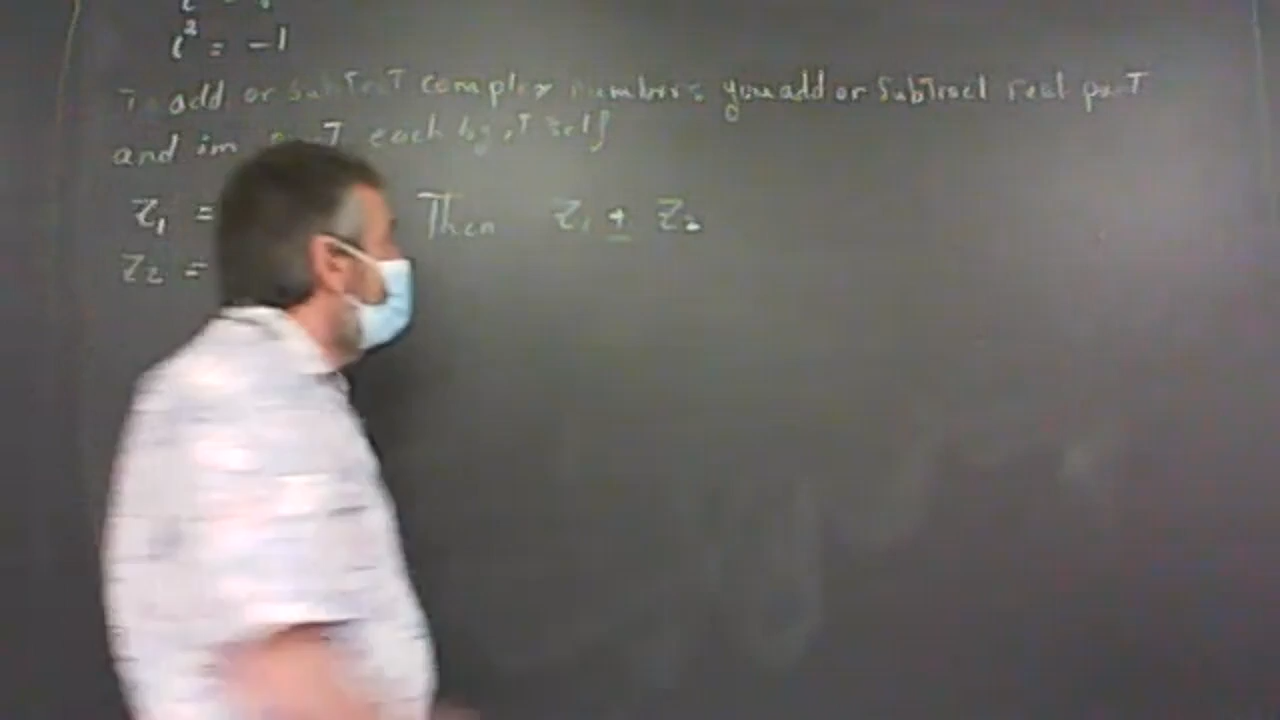 i² = -1
To add or subTracT complex numbers you add or SubTract real parT
and im parT each by iTself
Z₁ = Then Z₁ ± Z₂
Z₂ =